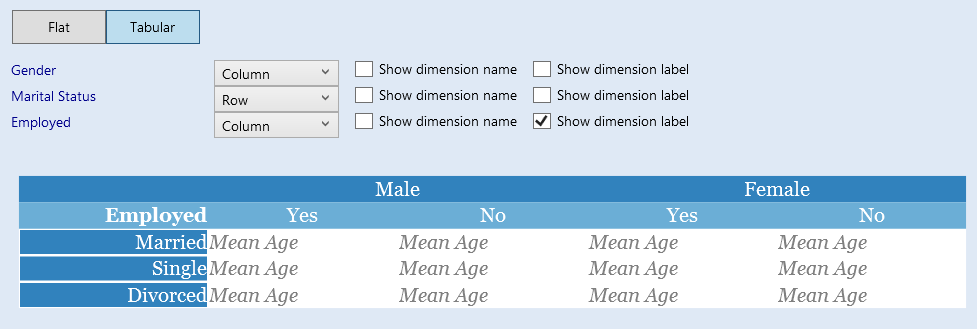 Flat Tabular
Gender Column Show dimension name Show dimension label
Marital Status Row Show dimension name Show dimension label
Employed Column Show dimension name Show dimension label
Male Female
Employed Yes No Yes No
Married Mean Age Mean Age Mean Age Mean Age
Single Mean Age Mean Age Mean Age Mean Age
Divorced Mean Age Mean Age Mean Age Mean Age